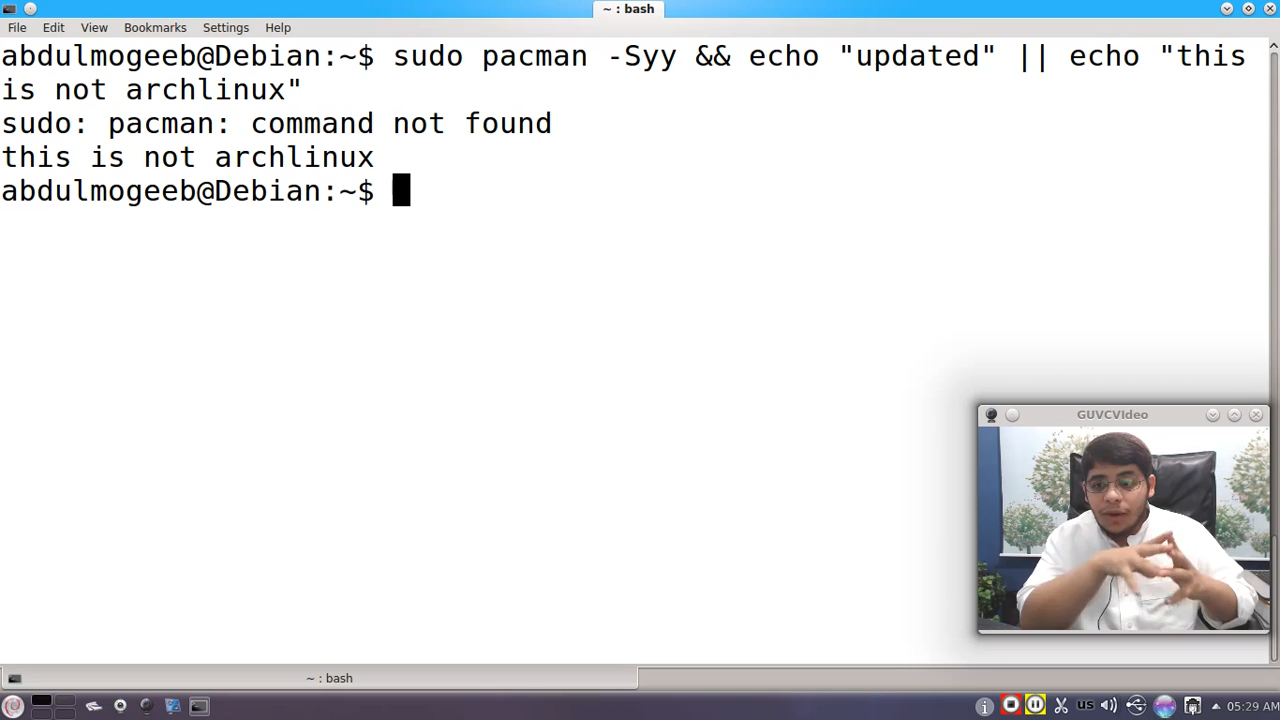 ~ : bash
File Edit View Bookmarks Settings Help
abdulmogeeb@Debian:~$ sudo pacman -Syy && echo "updated" || echo "this
is not archlinux"
sudo: pacman: command not found
this is not archlinux
abdulmogeeb@Debian:~$
GUVCVIdeo
~ : bash
us
05:29 AM